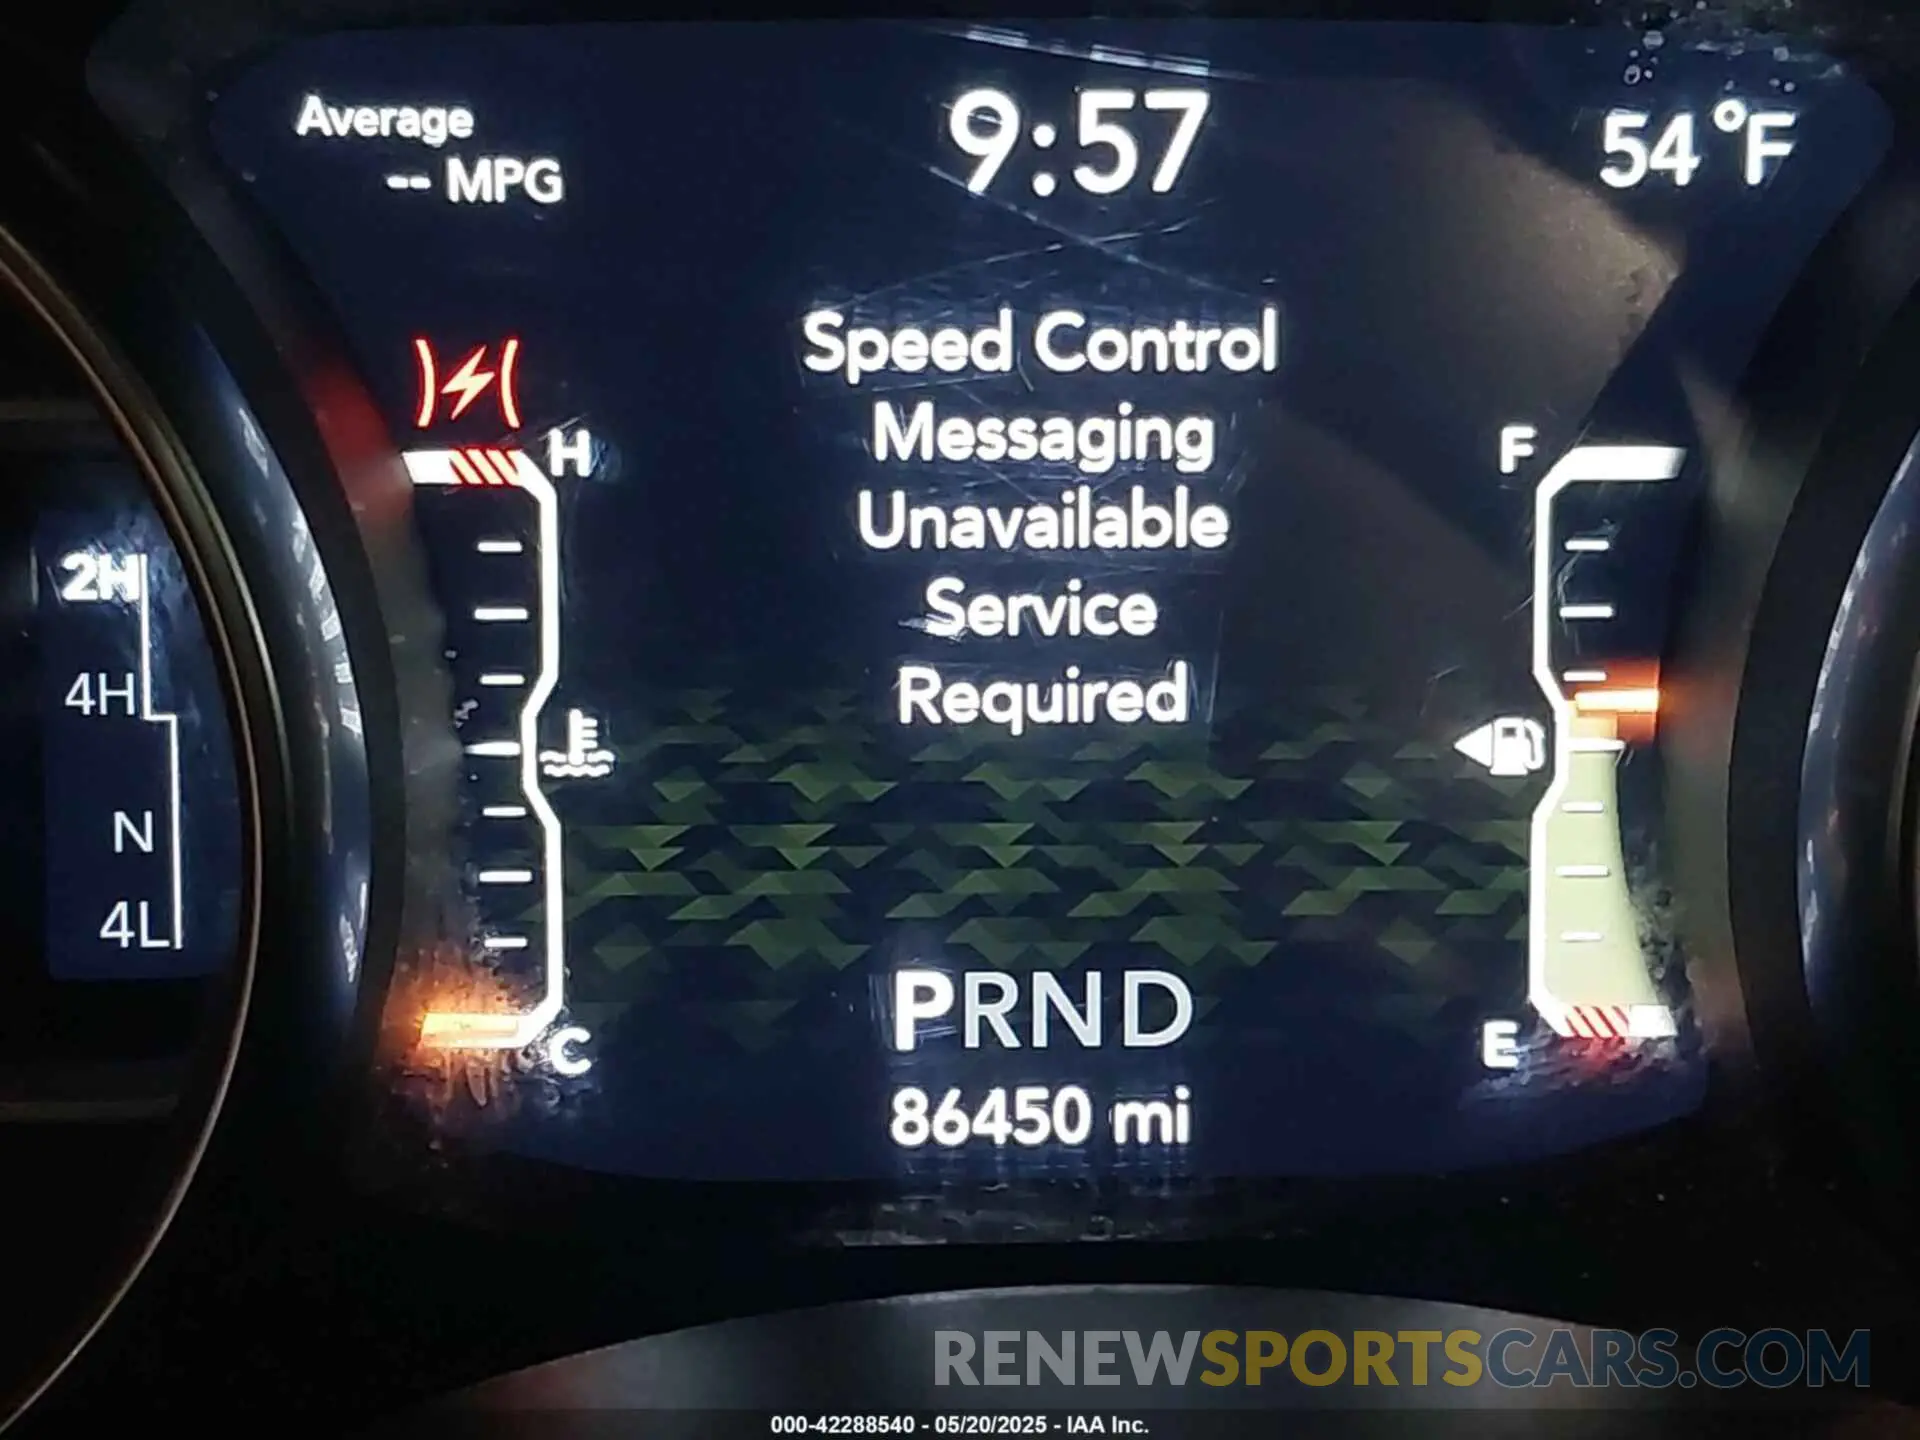 Average
-- MPG
9:57
54°F
Speed Control
Messaging
Unavailable
Service
Required
H
F
2H
4H
N
4L
C
E
PRND
86450 mi
RENEWSPORTSCARS.COM
000-42288540 - 05/20/2025 - IAA Inc.